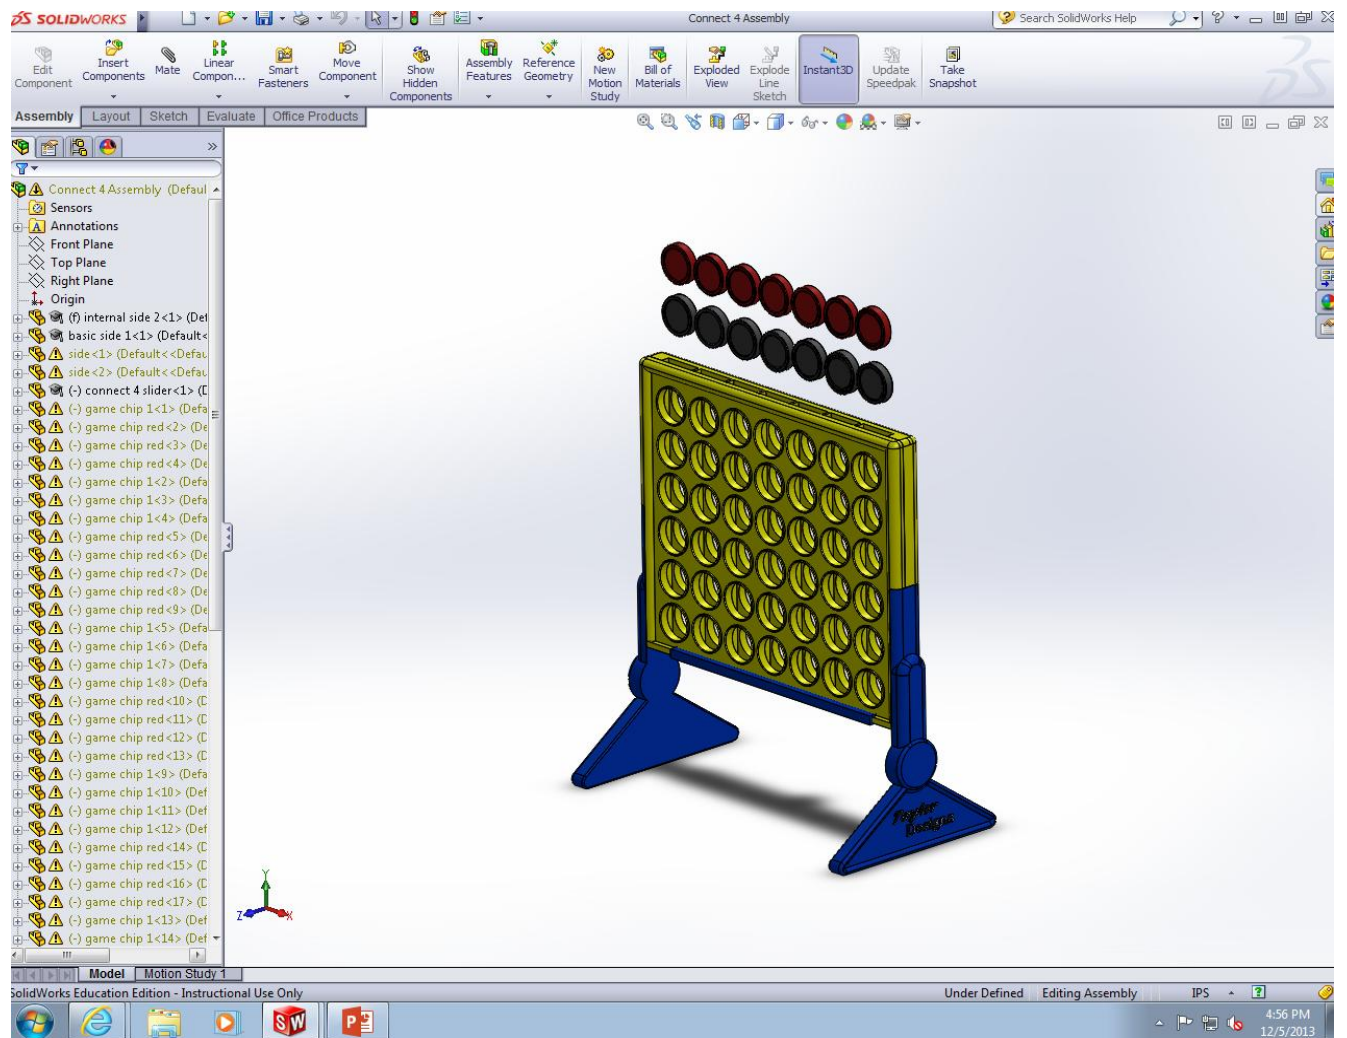 SOLIDWORKS
Connect 4 Assembly
Search SolidWorks Help
Edit Component
Insert Components
Mate
Linear Compon...
Smart Fasteners
Move Component
Show Hidden Components
Assembly Features
Reference Geometry
New Motion Study
Bill of Materials
Exploded View
Explode Line Sketch
Instant3D
Update Speedpak
Take Snapshot
Assembly Layout Sketch Evaluate Office Products
Connect 4 Assembly (Defaul
Sensors
Annotations
Front Plane
Top Plane
Right Plane
Origin
(f) internal side 2<1> (Def
basic side 1<1> (Default<
side<1> (Default<<Defau
side<2> (Default<<Defau
(-) connect 4 slider<1> (D
(-) game chip 1<1> (Defa
(-) game chip red<2> (De
(-) game chip red<3> (De
(-) game chip red<4> (De
(-) game chip 1<2> (Defa
(-) game chip 1<3> (Defa
(-) game chip 1<4> (Defa
(-) game chip red<5> (De
(-) game chip red<6> (De
(-) game chip red<7> (De
(-) game chip red<8> (De
(-) game chip red<9> (De
(-) game chip 1<5> (Defa
(-) game chip 1<6> (Defa
(-) game chip 1<7> (Defa
(-) game chip 1<8> (Defa
(-) game chip red<10> (D
(-) game chip red<11> (D
(-) game chip red<12> (D
(-) game chip red<13> (D
(-) game chip 1<9> (Defa
(-) game chip 1<10> (Def
(-) game chip 1<11> (Def
(-) game chip 1<12> (Def
(-) game chip red<14> (D
(-) game chip red<15> (D
(-) game chip red<16> (D
(-) game chip red<17> (D
(-) game chip 1<13> (Def
(-) game chip 1<14> (Def
Designs
Z Y X
Model Motion Study 1
SolidWorks Education Edition - Instructional Use Only
Under Defined Editing Assembly IPS
4:56 PM
12/5/2013